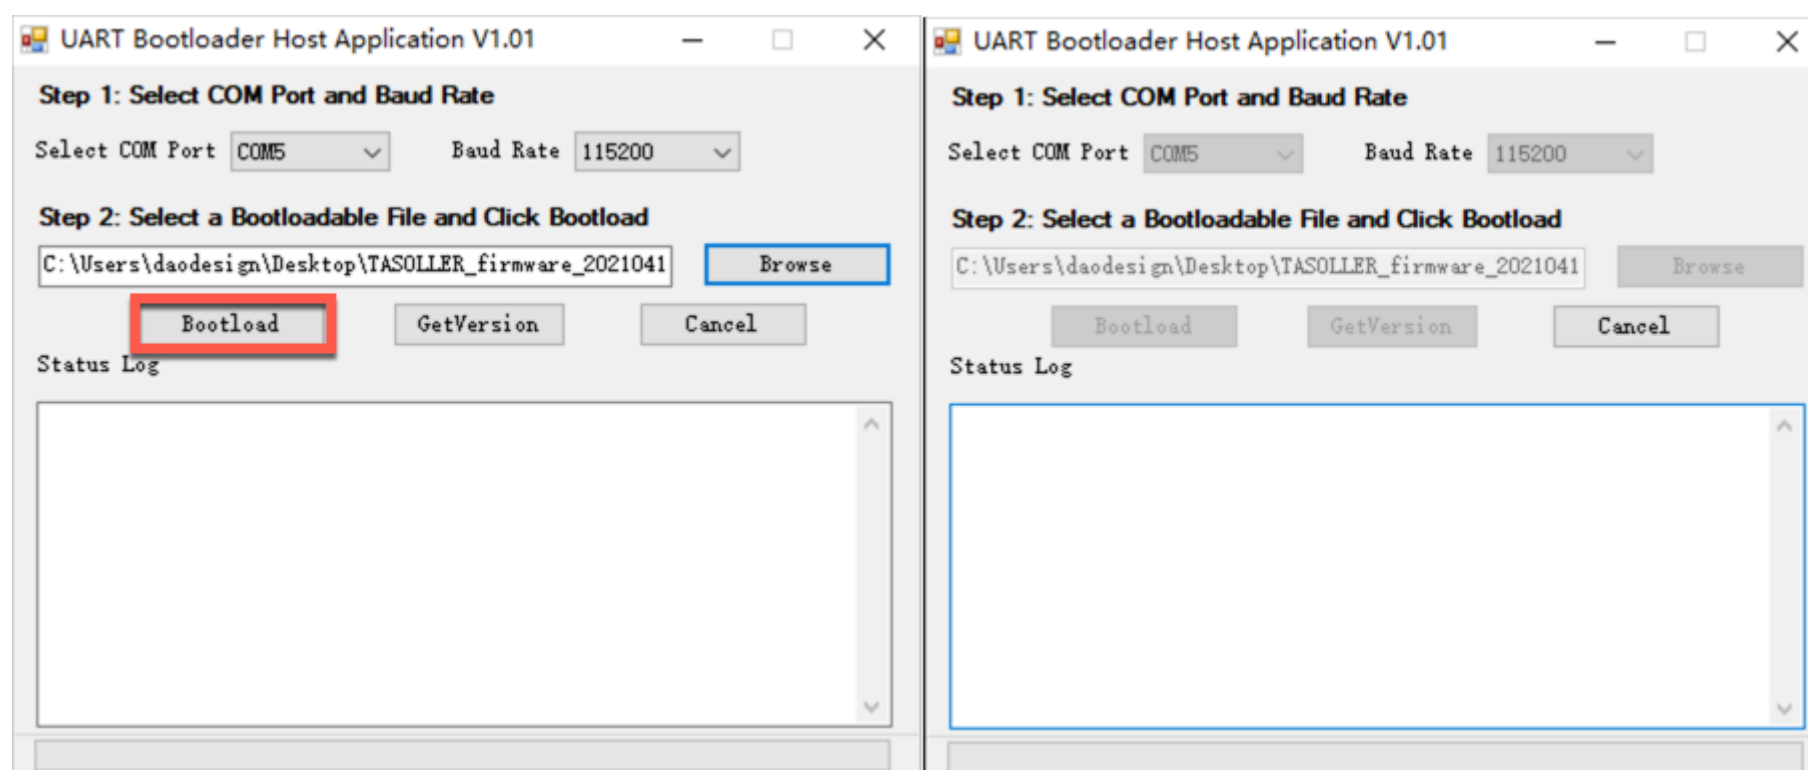 UART Bootloader Host Application V1.01
Step 1: Select COM Port and Baud Rate
Select COM Port COM5 Baud Rate 115200
Step 2: Select a Bootloadable File and Click Bootload
C:\Users\daodesign\Desktop\TASOLLER_firmware_2021041 Browse
Bootload GetVersion Cancel
Status Log
UART Bootloader Host Application V1.01
Step 1: Select COM Port and Baud Rate
Select COM Port COM5 Baud Rate 115200
Step 2: Select a Bootloadable File and Click Bootload
C:\Users\daodesign\Desktop\TASOLLER_firmware_2021041 Browse
Bootload GetVersion Cancel
Status Log